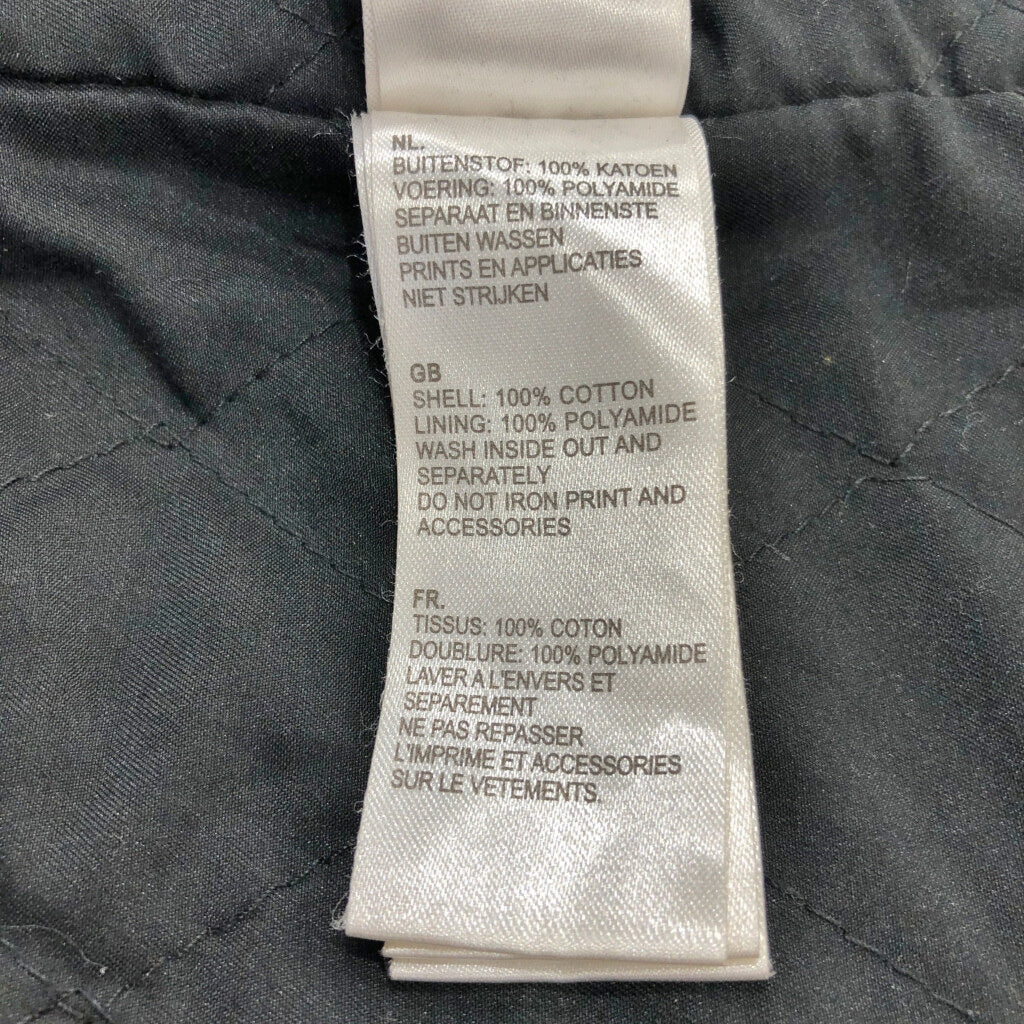 NL.
BUITENSTOF: 100% KATOEN
VOERING: 100% POLYAMIDE
SEPARAAT EN BINNENSTE
BUITEN WASSEN
PRINTS EN APPLICATIES
NIET STRIJKEN
GB
SHELL: 100% COTTON
LINING: 100% POLYAMIDE
WASH INSIDE OUT AND
SEPARATELY
DO NOT IRON PRINT AND
ACCESSORIES
FR.
TISSUS: 100% COTON
DOUBLURE: 100% POLYAMIDE
LAVER A L'ENVERS ET
SEPAREMENT
NE PAS REPASSER
L'IMPRIME ET ACCESSORIES
SUR LE VETEMENTS.